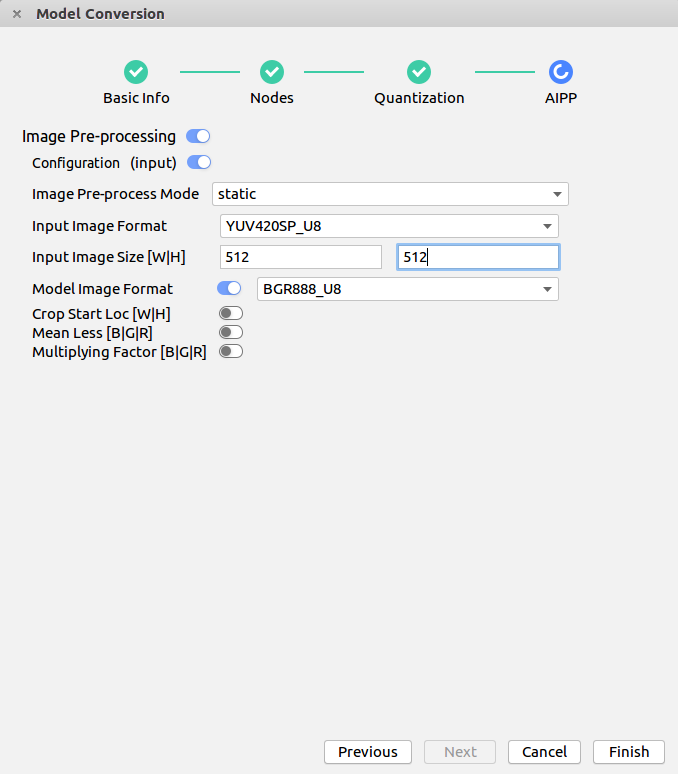 Model Conversion
Basic Info Nodes Quantization AIPP
Image Pre-processing
Configuration (input)
Image Pre-process Mode static
Input Image Format YUV420SP_U8
Input Image Size [W|H] 512 512
Model Image Format BGR888_U8
Crop Start Loc [W|H]
Mean Less [B|G|R]
Multiplying Factor [B|G|R]
Previous Next Cancel Finish